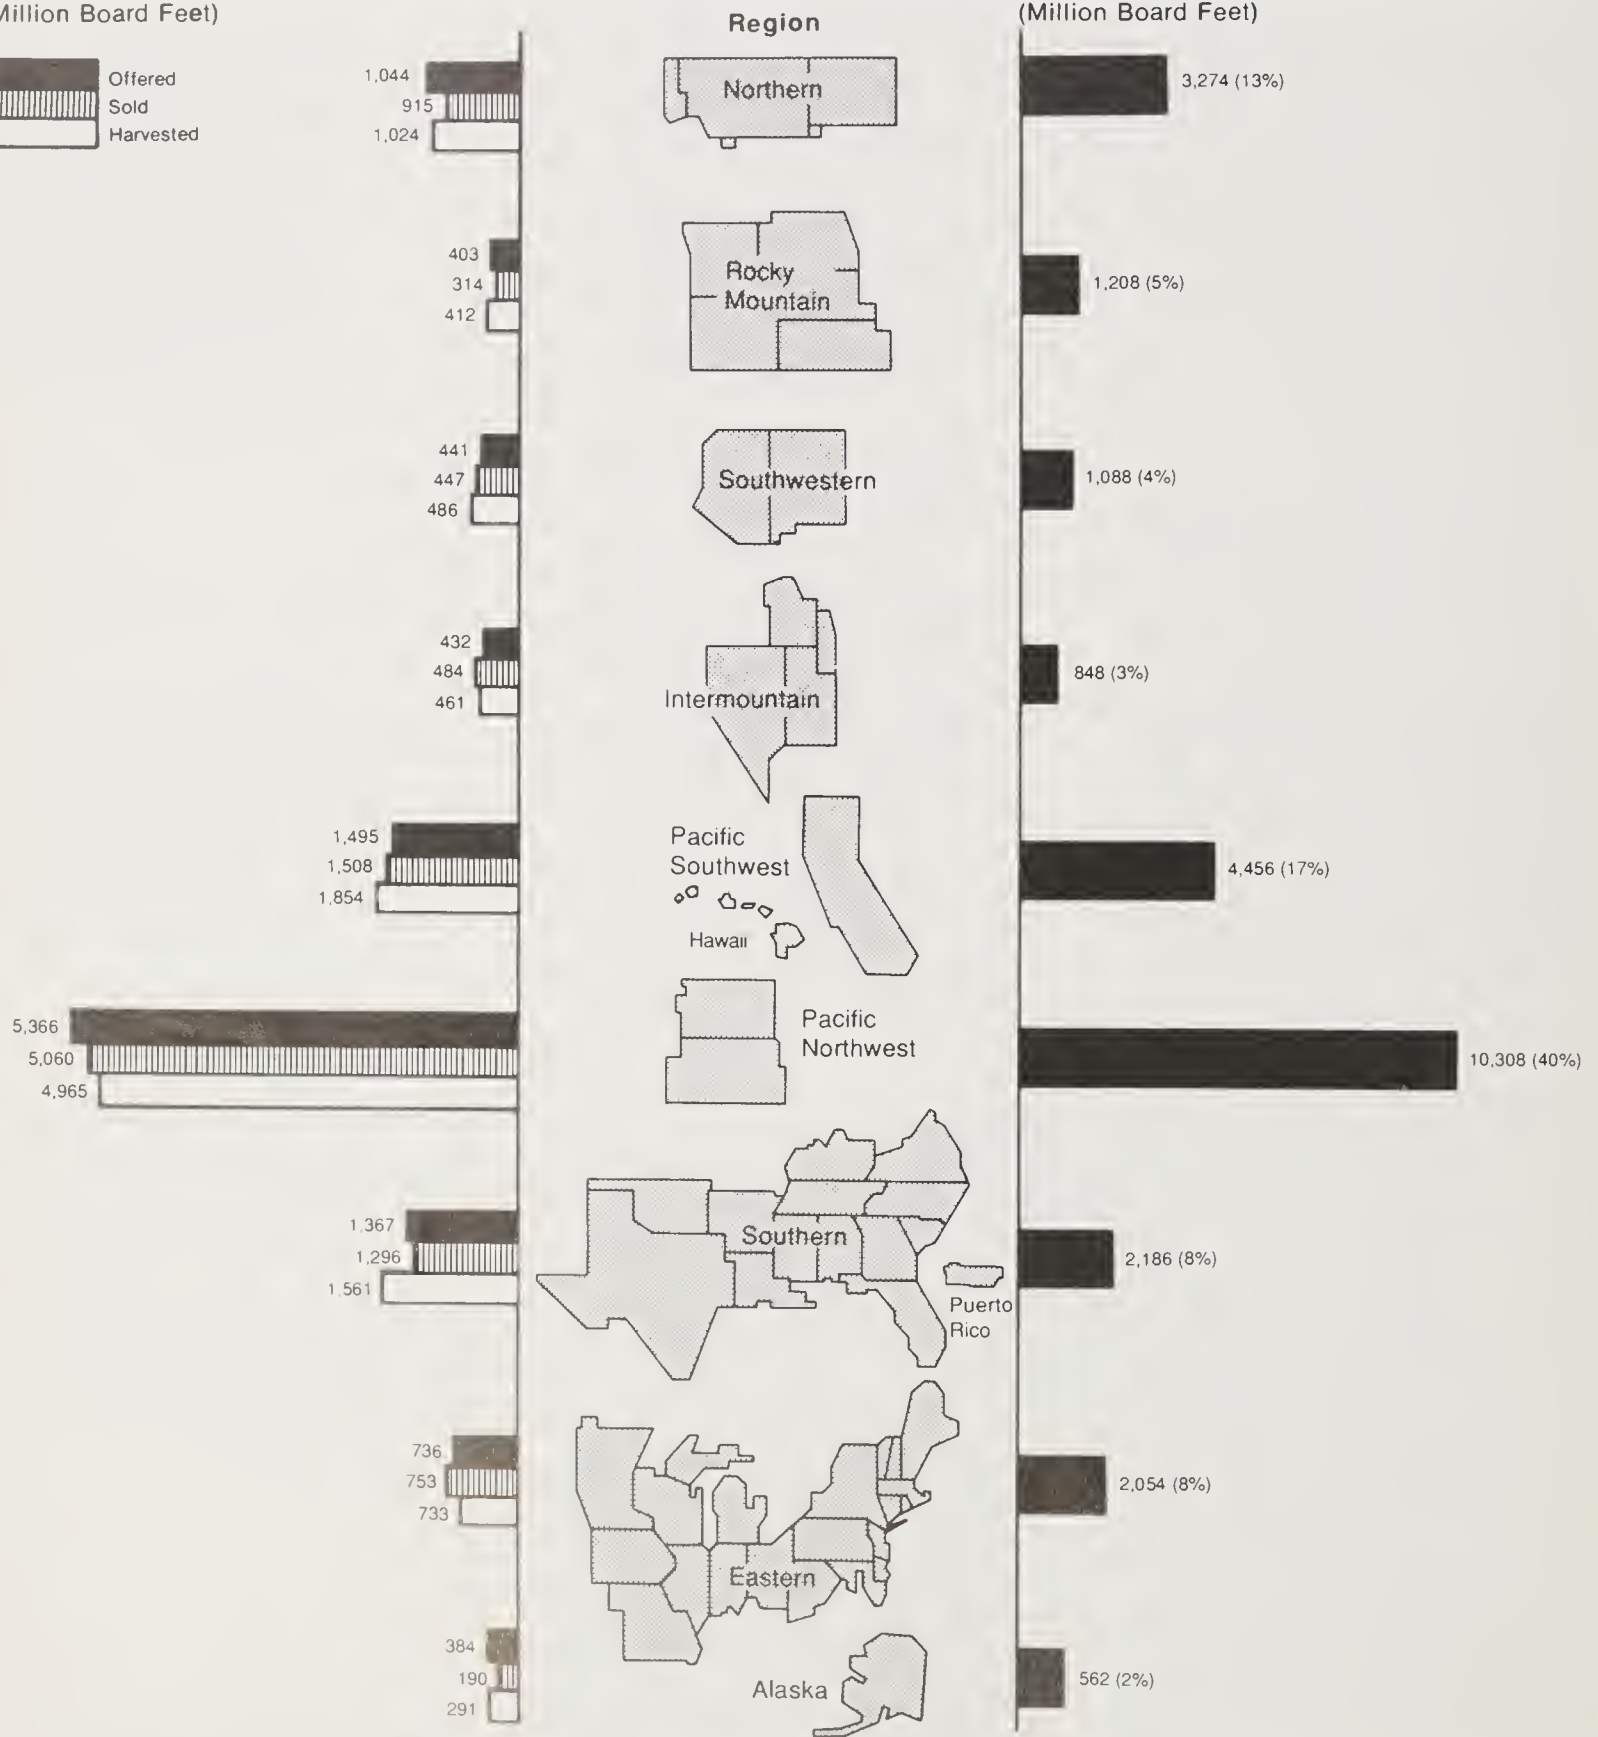 Million Board Feet)
Region
(Million Board Feet)
Offered
Sold
Harvested
1,044
915
1,024
Northern
3,274 (13%)
403
314
412
Rocky
Mountain
1,208 (5%)
441
447
486
Southwestern
1,088 (4%)
432
484
461
Intermountain
848 (3%)
1,495
1,508
1,854
Pacific
Southwest
Hawaii
4,456 (17%)
5,366
5,060
4,965
Pacific
Northwest
10,308 (40%)
1,367
1,296
1,561
Southern
Puerto
Rico
2,186 (8%)
736
753
733
Eastern
2,054 (8%)
384
190
291
Alaska
562 (2%)